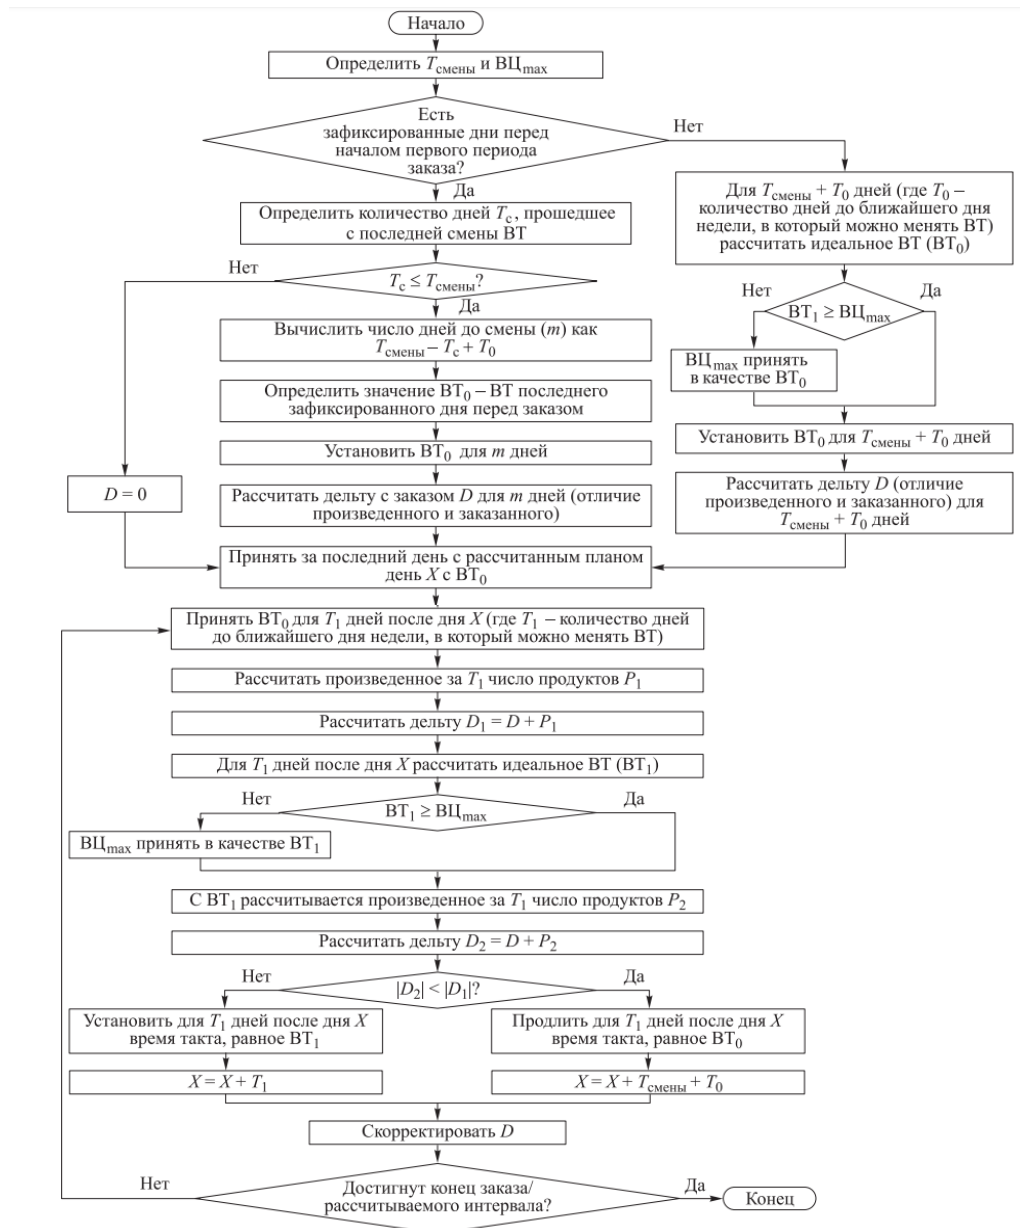 Начало
Определить Tсмены и ВЦmax
Есть
зафиксированные дни перед
началом первого периода
заказа?
Нет
Да
Для Tсмены + T0 дней (где T0 –
количество дней до ближайшего дня
недели, в который можно менять ВТ)
рассчитать идеальное ВТ (ВТ0)
Определить количество дней Tс, прошедшее
с последней смены ВТ
Нет
Tс ≤ Tсмены?
Да
Нет
Да
ВТ1 ≥ ВЦmax
Вычислить число дней до смены (m) как
Tсмены – Tс + T0
ВЦmax принять
в качестве ВТ0
Определить значение ВТ0 – ВТ последнего
зафиксированного дня перед заказом
Установить ВТ0 для Tсмены + T0 дней
Установить ВТ0 для m дней
D = 0
Рассчитать дельту с заказом D для m дней (отличие
произведенного и заказанного)
Рассчитать дельту D (отличие
произведенного и заказанного) для
Tсмены + T0 дней
Принять за последний день с рассчитанным планом
день X с ВТ0
Принять ВТ0 для T1 дней после дня X (где T1 – количество дней
до ближайшего дня недели, в который можно менять ВТ)
Рассчитать произведенное за T1 число продуктов P1
Рассчитать дельту D1 = D + P1
Для T1 дней после дня X рассчитать идеальное ВТ (ВТ1)
Нет
ВТ1 ≥ ВЦmax
Да
ВЦmax принять в качестве ВТ1
С ВТ1 рассчитывается произведенное за T1 число продуктов P2
Рассчитать дельту D2 = D + P2
Нет
|D2| < |D1|?
Да
Установить для T1 дней после дня X
время такта, равное ВТ1
Продлить для T1 дней после дня X
время такта, равное ВТ0
X = X + T1
X = X + Tсмены + T0
Скорректировать D
Нет
Достигнут конец заказа/
рассчитываемого интервала?
Да
Конец